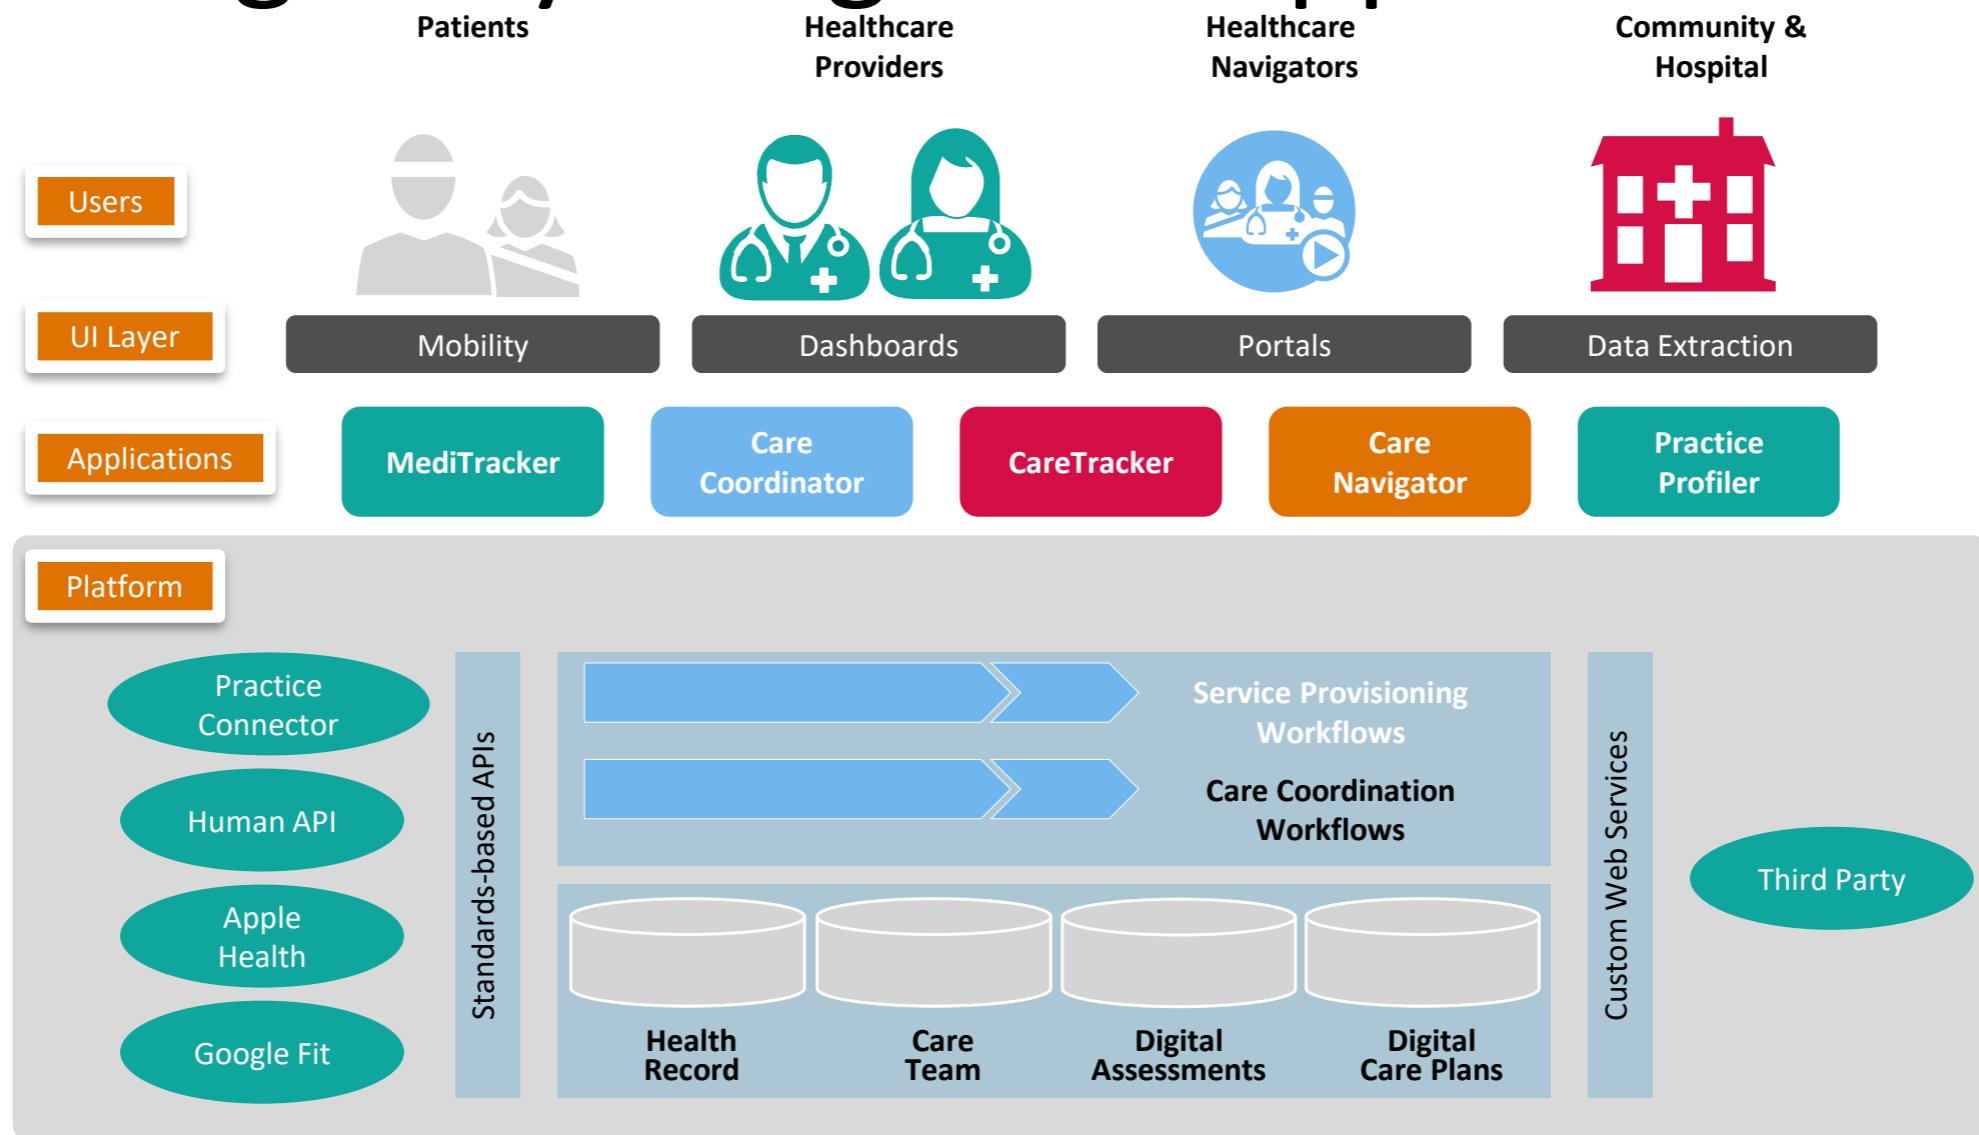 Patients
Healthcare
Providers
Healthcare
Navigators
Community &
Hospital
Users
UI Layer
Mobility
Dashboards
Portals
Data Extraction
Applications
MediTracker
Care
Coordinator
CareTracker
Care
Navigator
Practice
Profiler
Platform
Practice
Connector
Human API
Apple
Health
Google Fit
Standards-based APIs
Service Provisioning
Workflows
Care Coordination
Workflows
Health
Record
Care
Team
Digital
Assessments
Digital
Care Plans
Custom Web Services
Third Party